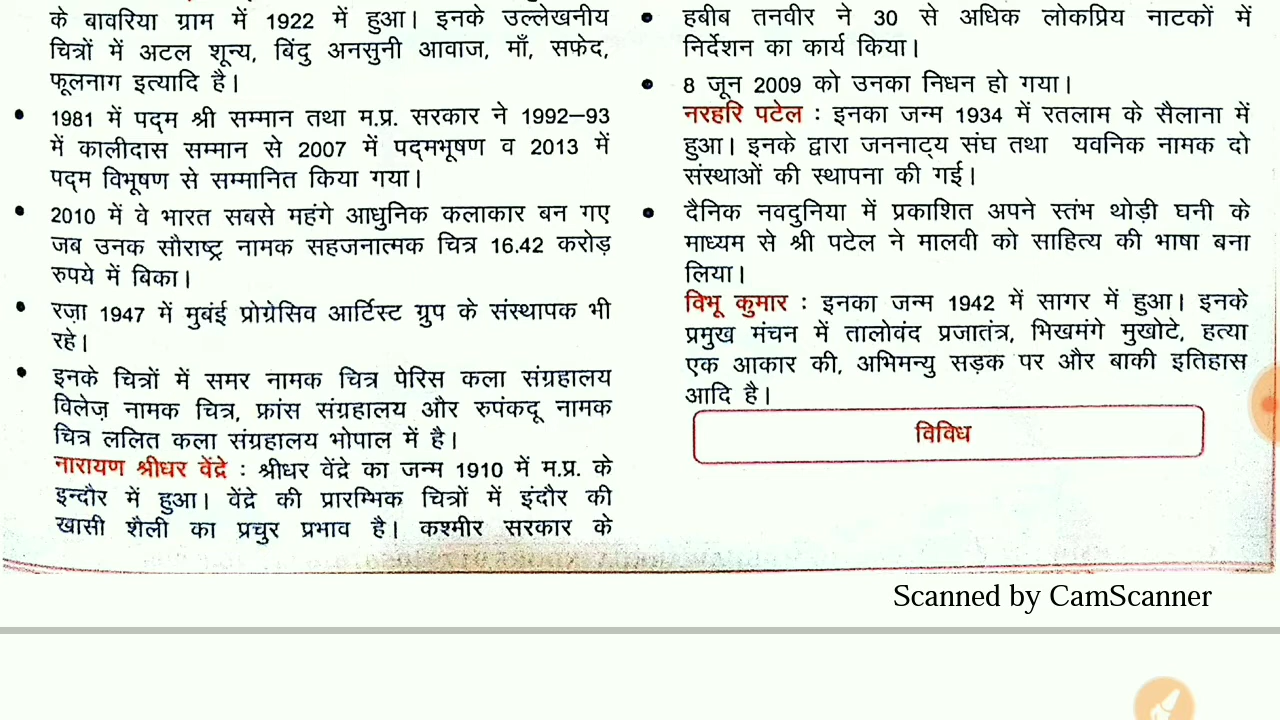 के बावरिया ग्राम में 1922 में हुआ। इनके उल्लेखनीय
चित्रों में अटल शून्य, बिंदु अनसुनी आवाज, माँ, सफेद,
फूलनाग इत्यादि है।
• 1981 में पद्म श्री सम्मान तथा म.प्र. सरकार ने 1992–93
में कालीदास सम्मान से 2007 में पद्मभूषण व 2013 में
पद्म विभूषण से सम्मानित किया गया।
• 2010 में वे भारत सबसे महंगे आधुनिक कलाकार बन गए
जब उनक सौराष्ट्र नामक सहजनात्मक चित्र 16.42 करोड़
रुपये में बिका।
• रज़ा 1947 में मुबंई प्रोग्रेसिव आर्टिस्ट ग्रुप के संस्थापक भी
रहे।
• इनके चित्रों में समर नामक चित्र पेरिस कला संग्रहालय
विलेज़ नामक चित्र, फ्रांस संग्रहालय और रुपंकदू नामक
चित्र ललित कला संग्रहालय भोपाल में है।
नारायण श्रीधर वेंद्रे : श्रीधर वेंद्रे का जन्म 1910 में म.प्र. के
इन्दौर में हुआ। वेंद्रे की प्रारम्भिक चित्रों में इंदौर की
खासी शैली का प्रचुर प्रभाव है। कश्मीर सरकार के
• हबीब तनवीर ने 30 से अधिक लोकप्रिय नाटकों में
निर्देशन का कार्य किया।
• 8 जून 2009 को उनका निधन हो गया।
नरहरि पटेल : इनका जन्म 1934 में रतलाम के सैलाना में
हुआ। इनके द्वारा जननाट्य संघ तथा यवनिक नामक दो
संस्थाओं की स्थापना की गई।
• दैनिक नवदुनिया में प्रकाशित अपने स्तंभ थोड़ी घनी के
माध्यम से श्री पटेल ने मालवी को साहित्य की भाषा बना
लिया।
विभू कुमार : इनका जन्म 1942 में सागर में हुआ। इनके
प्रमुख मंचन में तालोवंद प्रजातंत्र, भिखमंगे मुखोटे, हत्या
एक आकार की, अभिमन्यु सड़क पर और बाकी इतिहास
आदि है।
विविध
Scanned by CamScanner